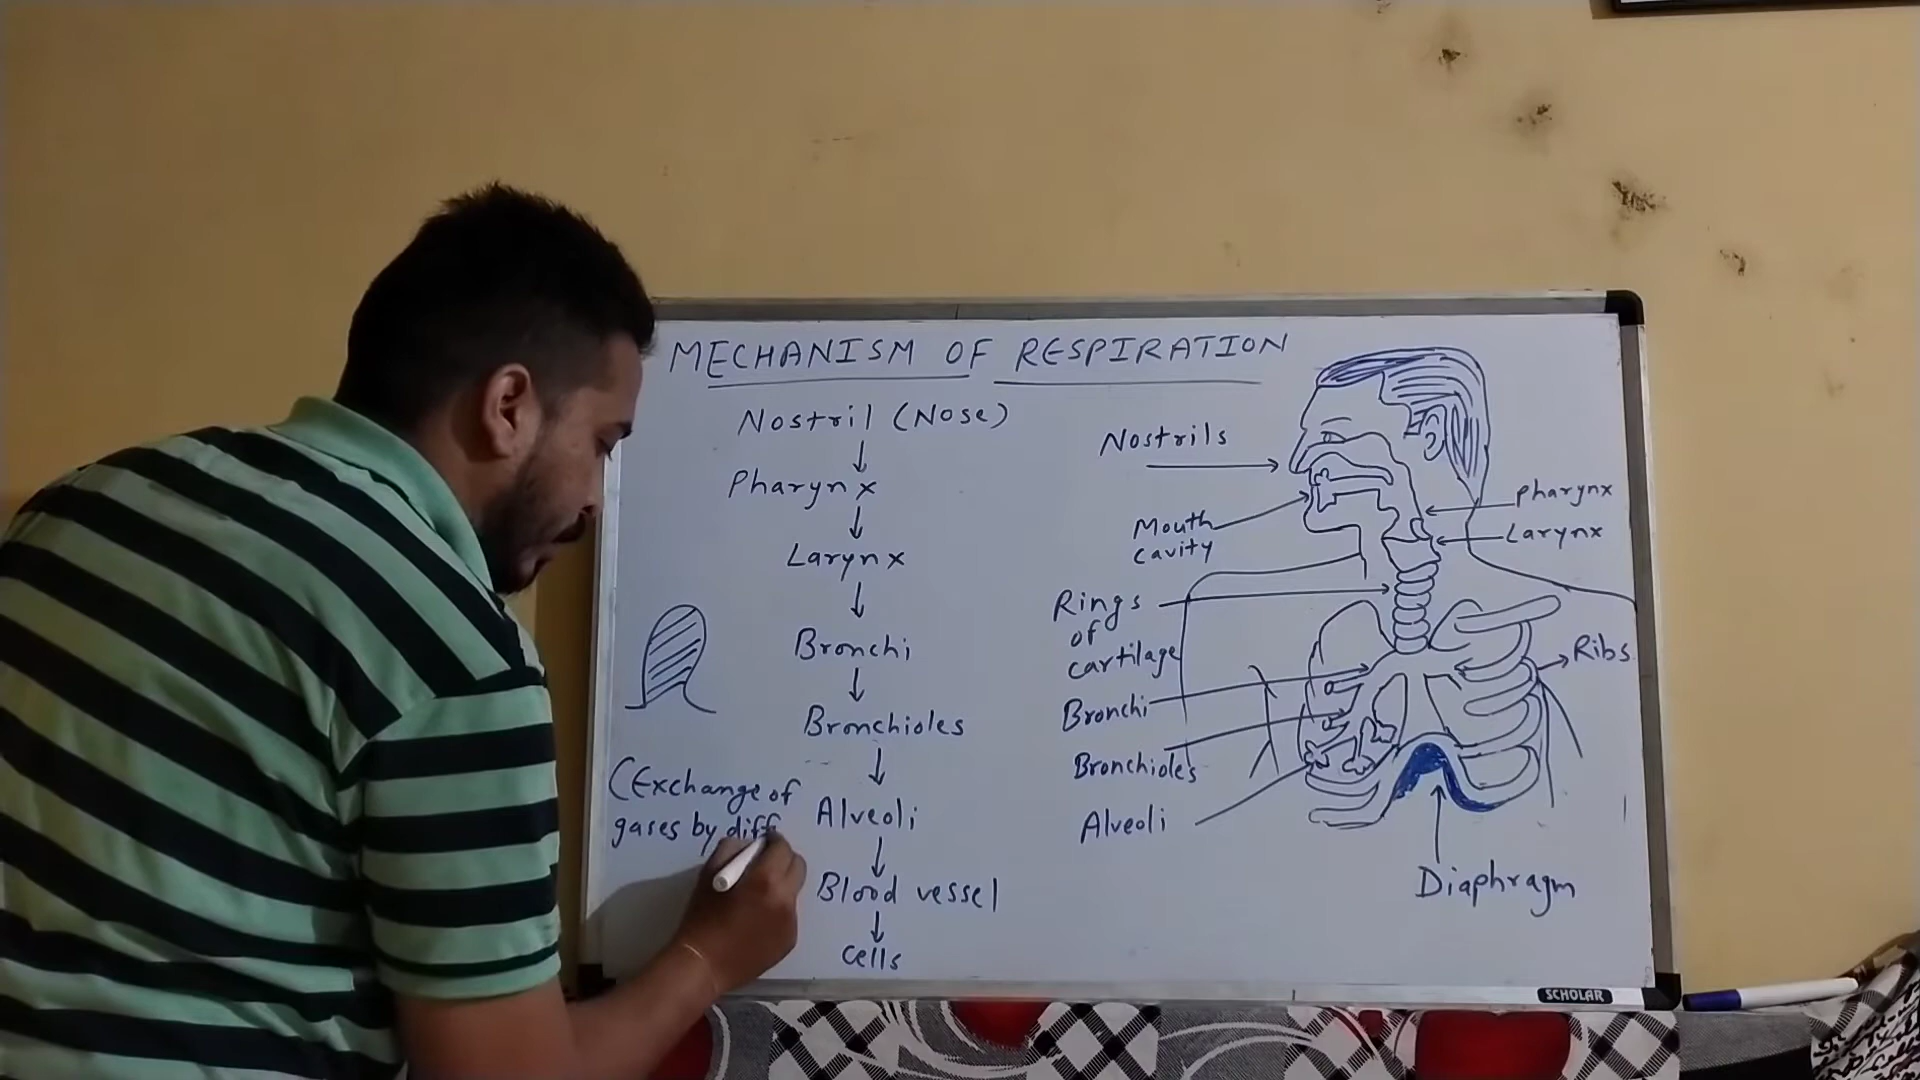 MECHANISM OF RESPIRATION
Nostril (Nose)
↓
Pharynx
↓
Larynx
↓
Bronchi
↓
Bronchioles
↓
Alveoli
↓
Blood vessel
↓
cells
(Exchange of
gases by diff
Nostrils
Mouth
cavity
Rings
of
cartilage
Bronchi
Bronchioles
Alveoli
pharynx
Larynx
Ribs
Diaphragm
SCHOLAR